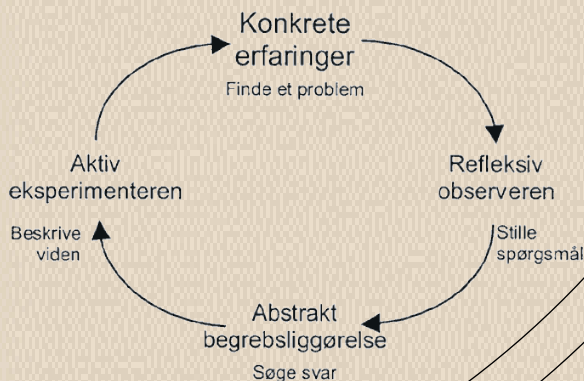 Konkrete
erfaringer
Finde et problem
Refleksiv
observeren
Stille
spørgsmål
Abstrakt
begrebsliggørelse
Søge svar
Aktiv
eksperimenteren
Beskrive
viden